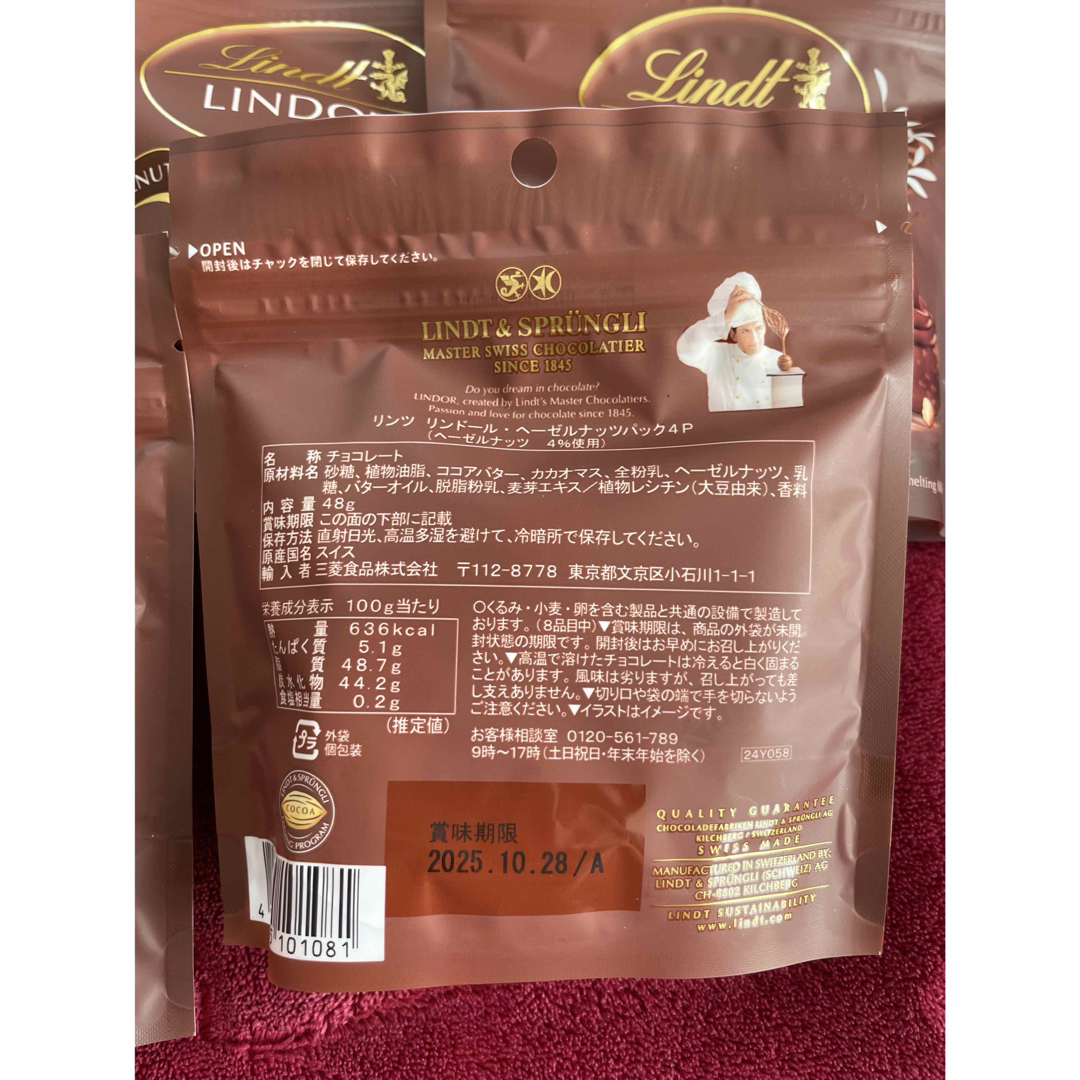 Lindt
LINDOR
Lindt
▶OPEN
開封後はチャックを閉じて保存してください。
LINDT & SPRÜNGLI
MASTER SWISS CHOCOLATIER
SINCE 1845
Do you dream in chocolate?
LINDOR, created by Lindt's Master Chocolatiers.
Passion and love for chocolate since 1845.
リンツ リンドール・ヘーゼルナッツパック4P
(ヘーゼルナッツ 4%使用)
名 称 チョコレート
原材料名 砂糖、植物油脂、ココアバター、カカオマス、全粉乳、ヘーゼルナッツ、乳
糖、バターオイル、脱脂粉乳、麦芽エキス/植物レシチン(大豆由来)、香料
内容量 48g
賞味期限 この面の下部に記載
保存方法 直射日光、高温多湿を避けて、冷暗所で保存してください。
原産国名 スイス
輸入者 三菱食品株式会社 〒112-8778 東京都文京区小石川1-1-1
栄養成分表示 100g当たり
熱 量 636kcal
たんぱく質 5.1g
脂 質 48.7g
炭水化物 44.2g
食塩相当量 0.2g
(推定値)
〇くるみ・小麦・卵を含む製品と共通の設備で製造して
おります。(8品目中)▼賞味期限は、商品の外袋が未開
封状態の期限です。開封後はお早めにお召し上がりくだ
さい。▼高温で溶けたチョコレートは冷えると白く固まる
ことがあります。風味は劣りますが、召し上がっても差
し支えありません。▼切り口や袋の端で手を切らないよう
ご注意ください。▼イラストはイメージです。
お客様相談室 0120-561-789
9時～17時(土日祝日・年末年始を除く)
24Y058
プラ
外袋
個包装
LINDT & SPRÜNGLI
COCOA
PROGRAM
賞味期限
2025.10.28/A
QUALITY GUARANTEE
CHOCOLADEFABRIKEN LINDT & SPRÜNGLI AG
KILCHBERG / SWITZERLAND
SWISS MADE
MANUFACTURED IN SWITZERLAND BY:
LINDT & SPRÜNGLI (SCHWEIZ) AG
CH-8802 KILCHBERG
LINDT SUSTAINABILITY
www.lindt.com
101081
melting